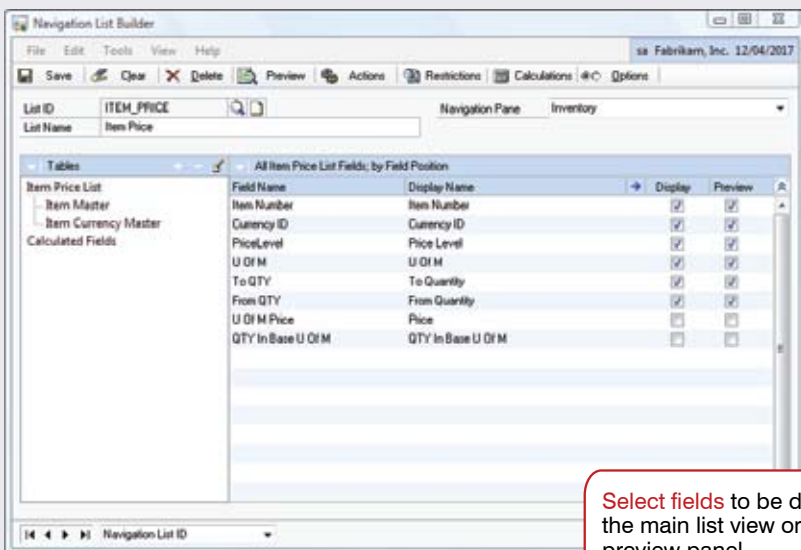 Navigation List Builder
File Edit Tools View Help
sa Fabrikam, Inc. 12/04/2017
Save Clear Delete Preview Actions Restrictions Calculations Options
List ID ITEM_PRICE Navigation Pane Inventory
List Name Item Price
Tables All Item Price List Fields; by Field Position
Item Price List
Item Master
Item Currency Master
Calculated Fields
Field Name Display Name Display Preview
Item Number Item Number
Currency ID Currency ID
PriceLevel Price Level
U Of M U Of M
To QTY To Quantity
From QTY From Quantity
U Of M Price Price
QTY In Base U Of M QTY In Base U Of M
Navigation List ID
Select fields to be d
the main list view or
preview panel